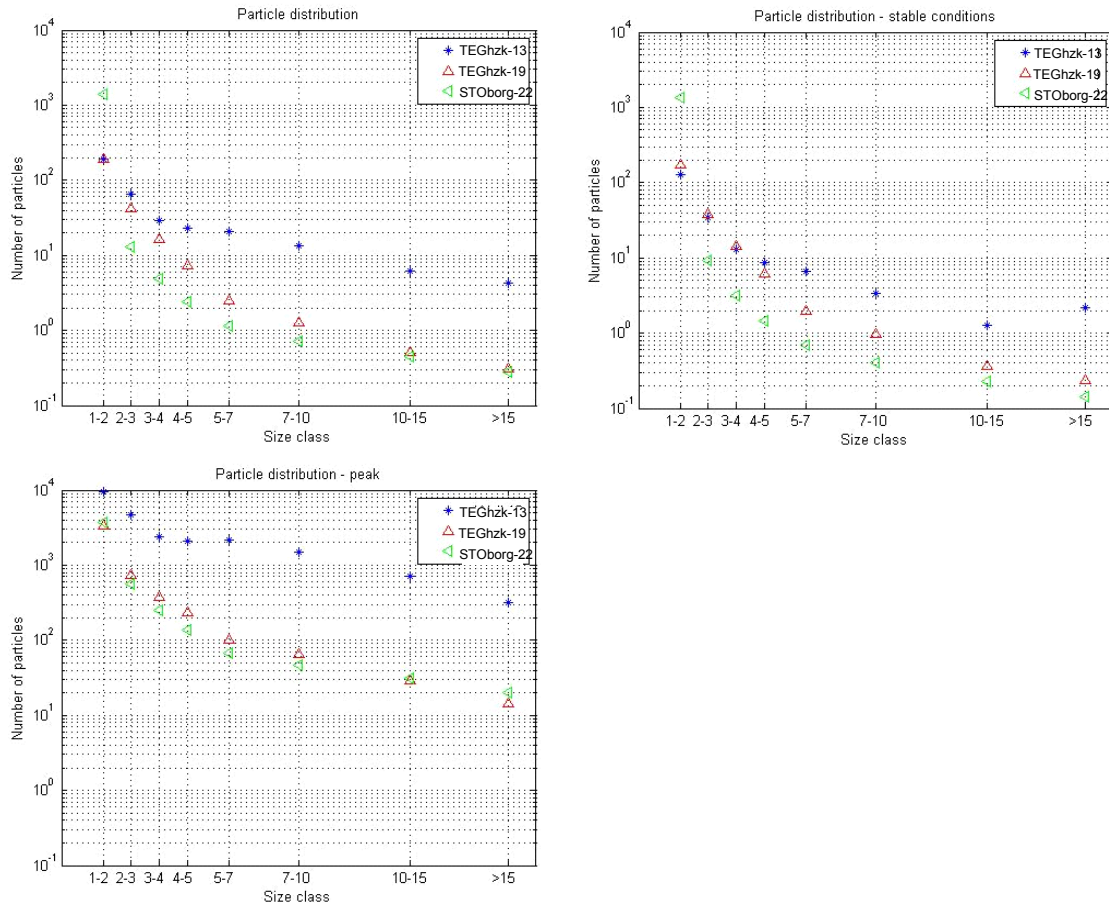 Particle distribution
10^4
10^3
10^2
10^1
10^0
10^-1
Number of particles
TEGhzk-13
TEGhzk-19
STOborg-22
1-2 2-3 3-4 4-5 5-7 7-10 10-15 >15
Size class
Particle distribution - stable conditions
10^4
10^3
10^2
10^1
10^0
10^-1
Number of particles
TEGhzk-13
TEGhzk-19
STOborg-22
1-2 2-3 3-4 4-5 5-7 7-10 10-15 >15
Size class
Particle distribution - peak
10^4
10^3
10^2
10^1
10^0
10^-1
Number of particles
TEGhzk-13
TEGhzk-19
STOborg-22
1-2 2-3 3-4 4-5 5-7 7-10 10-15 >15
Size class